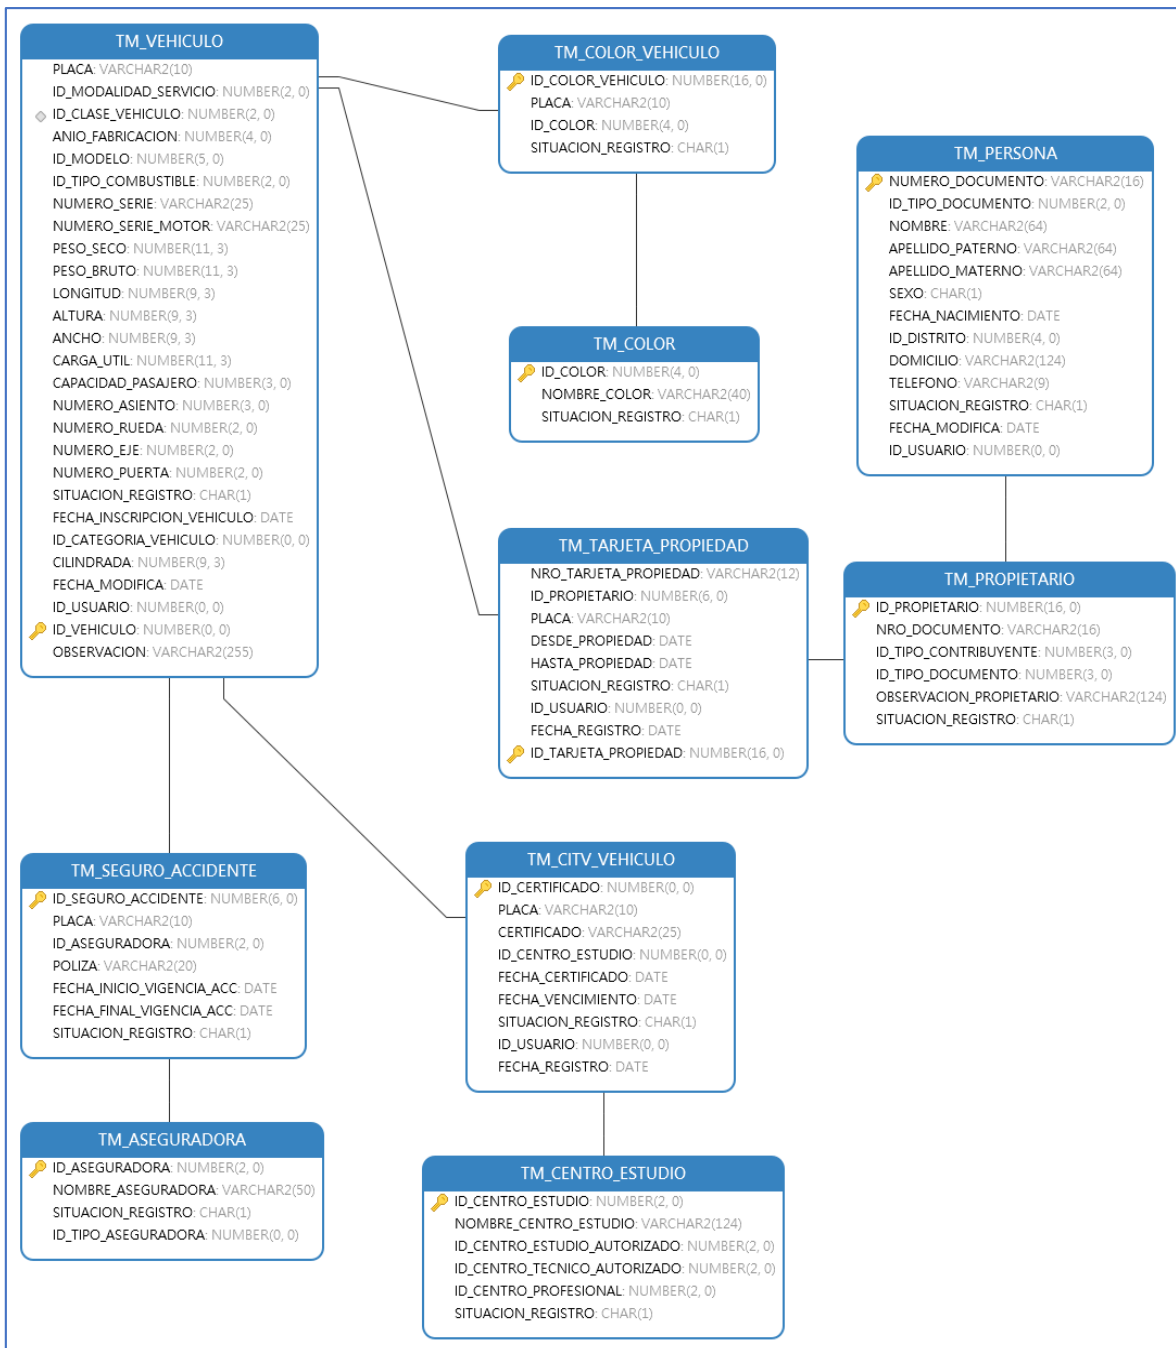 TM_VEHICULO
PLACA: VARCHAR2(10)
ID_MODALIDAD_SERVICIO: NUMBER(2, 0)
ID_CLASE_VEHICULO: NUMBER(2, 0)
ANIO_FABRICACION: NUMBER(4, 0)
ID_MODELO: NUMBER(5, 0)
ID_TIPO_COMBUSTIBLE: NUMBER(2, 0)
NUMERO_SERIE: VARCHAR2(25)
NUMERO_SERIE_MOTOR: VARCHAR2(25)
PESO_SECO: NUMBER(11, 3)
PESO_BRUTO: NUMBER(11, 3)
LONGITUD: NUMBER(9, 3)
ALTURA: NUMBER(9, 3)
ANCHO: NUMBER(9, 3)
CARGA_UTIL: NUMBER(11, 3)
CAPACIDAD_PASAJERO: NUMBER(3, 0)
NUMERO_ASIENTO: NUMBER(3, 0)
NUMERO_RUEDA: NUMBER(2, 0)
NUMERO_EJE: NUMBER(2, 0)
NUMERO_PUERTA: NUMBER(2, 0)
SITUACION_REGISTRO: CHAR(1)
FECHA_INSCRIPCION_VEHICULO: DATE
ID_CATEGORIA_VEHICULO: NUMBER(0, 0)
CILINDRADA: NUMBER(9, 3)
FECHA_MODIFICA: DATE
ID_USUARIO: NUMBER(0, 0)
ID_VEHICULO: NUMBER(0, 0)
OBSERVACION: VARCHAR2(255)
TM_COLOR_VEHICULO
ID_COLOR_VEHICULO: NUMBER(16, 0)
PLACA: VARCHAR2(10)
ID_COLOR: NUMBER(4, 0)
SITUACION_REGISTRO: CHAR(1)
TM_PERSONA
NUMERO_DOCUMENTO: VARCHAR2(16)
ID_TIPO_DOCUMENTO: NUMBER(2, 0)
NOMBRE: VARCHAR2(64)
APELLIDO_PATERNO: VARCHAR2(64)
APELLIDO_MATERNO: VARCHAR2(64)
SEXO: CHAR(1)
FECHA_NACIMIENTO: DATE
ID_DISTRITO: NUMBER(4, 0)
DOMICILIO: VARCHAR2(124)
TELEFONO: VARCHAR2(9)
SITUACION_REGISTRO: CHAR(1)
FECHA_MODIFICA: DATE
ID_USUARIO: NUMBER(0, 0)
TM_COLOR
ID_COLOR: NUMBER(4, 0)
NOMBRE_COLOR: VARCHAR2(40)
SITUACION_REGISTRO: CHAR(1)
TM_TARJETA_PROPIEDAD
NRO_TARJETA_PROPIEDAD: VARCHAR2(12)
ID_PROPIETARIO: NUMBER(6, 0)
PLACA: VARCHAR2(10)
DESDE_PROPIEDAD: DATE
HASTA_PROPIEDAD: DATE
SITUACION_REGISTRO: CHAR(1)
ID_USUARIO: NUMBER(0, 0)
FECHA_REGISTRO: DATE
ID_TARJETA_PROPIEDAD: NUMBER(16, 0)
TM_PROPIETARIO
ID_PROPIETARIO: NUMBER(16, 0)
NRO_DOCUMENTO: VARCHAR2(16)
ID_TIPO_CONTRIBUYENTE: NUMBER(3, 0)
ID_TIPO_DOCUMENTO: NUMBER(3, 0)
OBSERVACION_PROPIETARIO: VARCHAR2(124)
SITUACION_REGISTRO: CHAR(1)
TM_SEGURO_ACCIDENTE
ID_SEGURO_ACCIDENTE: NUMBER(6, 0)
PLACA: VARCHAR2(10)
ID_ASEGURADORA: NUMBER(2, 0)
POLIZA: VARCHAR2(20)
FECHA_INICIO_VIGENCIA_ACC: DATE
FECHA_FINAL_VIGENCIA_ACC: DATE
SITUACION_REGISTRO: CHAR(1)
TM_CITV_VEHICULO
ID_CERTIFICADO: NUMBER(0, 0)
PLACA: VARCHAR2(10)
CERTIFICADO: VARCHAR2(25)
ID_CENTRO_ESTUDIO: NUMBER(0, 0)
FECHA_CERTIFICADO: DATE
FECHA_VENCIMIENTO: DATE
SITUACION_REGISTRO: CHAR(1)
ID_USUARIO: NUMBER(0, 0)
FECHA_REGISTRO: DATE
TM_ASEGURADORA
ID_ASEGURADORA: NUMBER(2, 0)
NOMBRE_ASEGURADORA: VARCHAR2(50)
SITUACION_REGISTRO: CHAR(1)
ID_TIPO_ASEGURADORA: NUMBER(0, 0)
TM_CENTRO_ESTUDIO
ID_CENTRO_ESTUDIO: NUMBER(2, 0)
NOMBRE_CENTRO_ESTUDIO: VARCHAR2(124)
ID_CENTRO_ESTUDIO_AUTORIZADO: NUMBER(2, 0)
ID_CENTRO_TECNICO_AUTORIZADO: NUMBER(2, 0)
ID_CENTRO_PROFESIONAL: NUMBER(2, 0)
SITUACION_REGISTRO: CHAR(1)